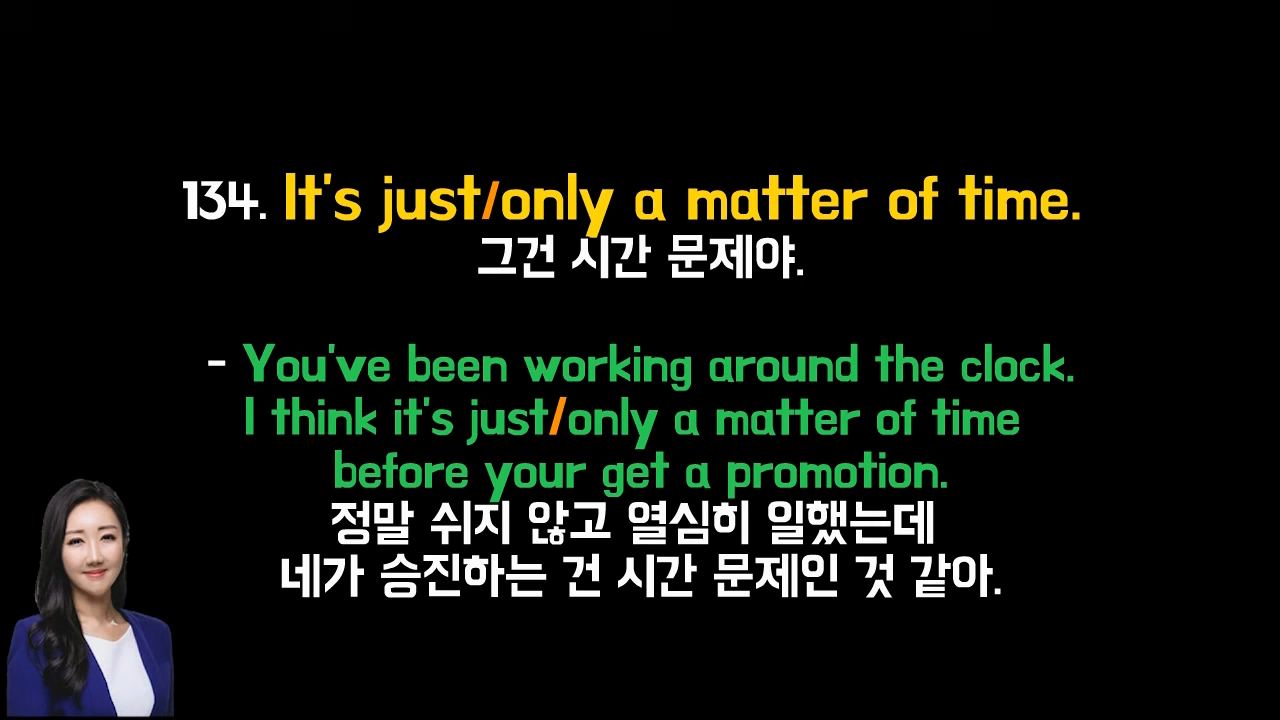 134. It's just/only a matter of time.
그건 시간 문제야.
- You've been working around the clock.
I think it's just/only a matter of time
before your get a promotion.
정말 쉬지 않고 열심히 일했는데
네가 승진하는 건 시간 문제인 것 같아.